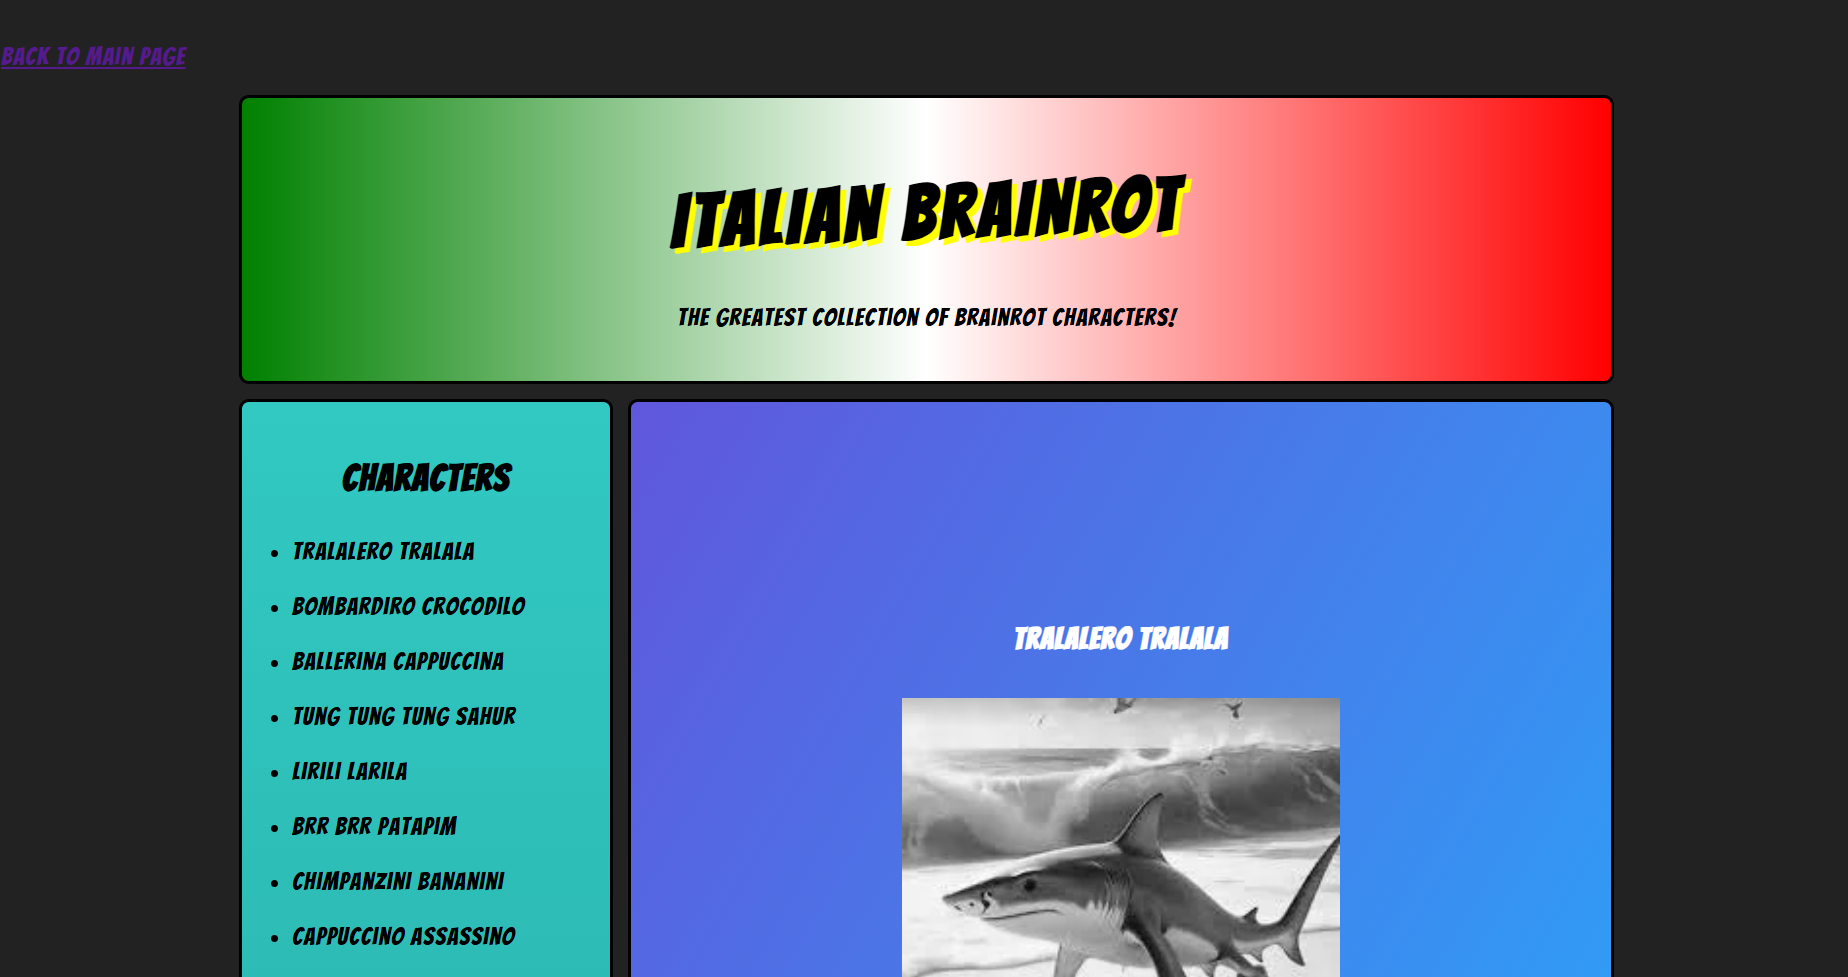 BACK TO MAIN PAGE
ITALIAN BRAINROT
THE GREATEST COLLECTION OF BRAINROT CHARACTERS!
CHARACTERS
TRALALERO TRALALA
BOMBARDIRO CROCODILO
BALLERINA CAPPUCCINA
TUNG TUNG TUNG SAHUR
LIRILI LARILA
BRR BRR PATAPIM
CHIMPANZINI BANANINI
CAPPUCCINO ASSASSINO
TRALALERO TRALALA